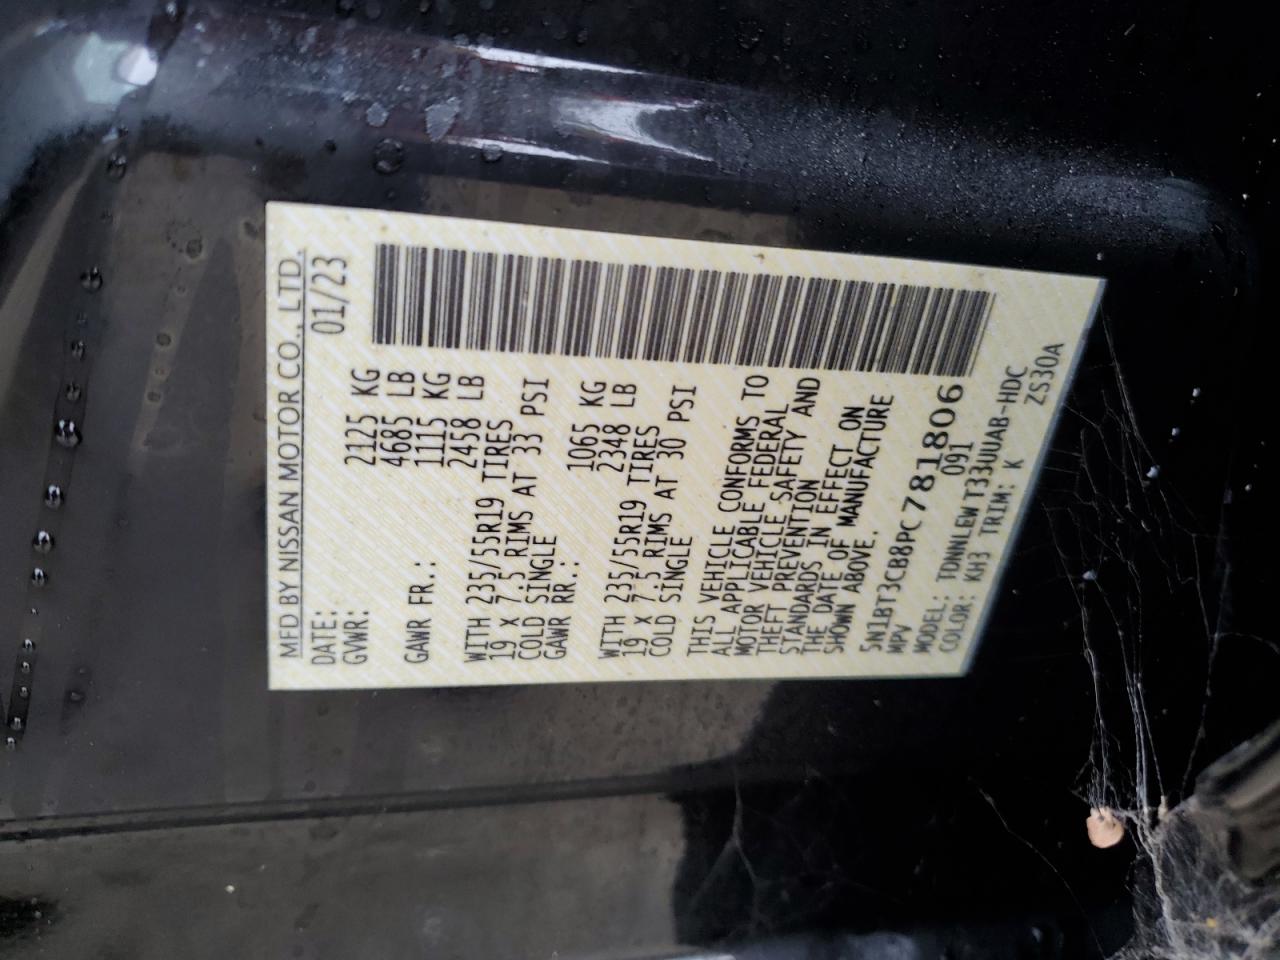 MFD BY NISSAN MOTOR CO., LTD.
DATE: 01/23
GVWR: 2125 KG
4685 LB
GAWR FR.: 1115 KG
2458 LB
WITH 235/55R19 TIRES
19 X 7.5 RIMS AT 33 PSI
COLD SINGLE
GAWR RR.: 1065 KG
2348 LB
WITH 235/55R19 TIRES
19 X 7.5 RIMS AT 30 PSI
COLD SINGLE
THIS VEHICLE CONFORMS TO
ALL APPLICABLE FEDERAL
MOTOR VEHICLE SAFETY AND
THEFT PREVENTION
STANDARDS IN EFFECT ON
THE DATE OF MANUFACTURE
SHOWN ABOVE.
5N1BT3CB8PC781806
MPV 091
MODEL: TDNNLEWT33UUAB-HDC
COLOR: KH3 TRIM: K ZS30A